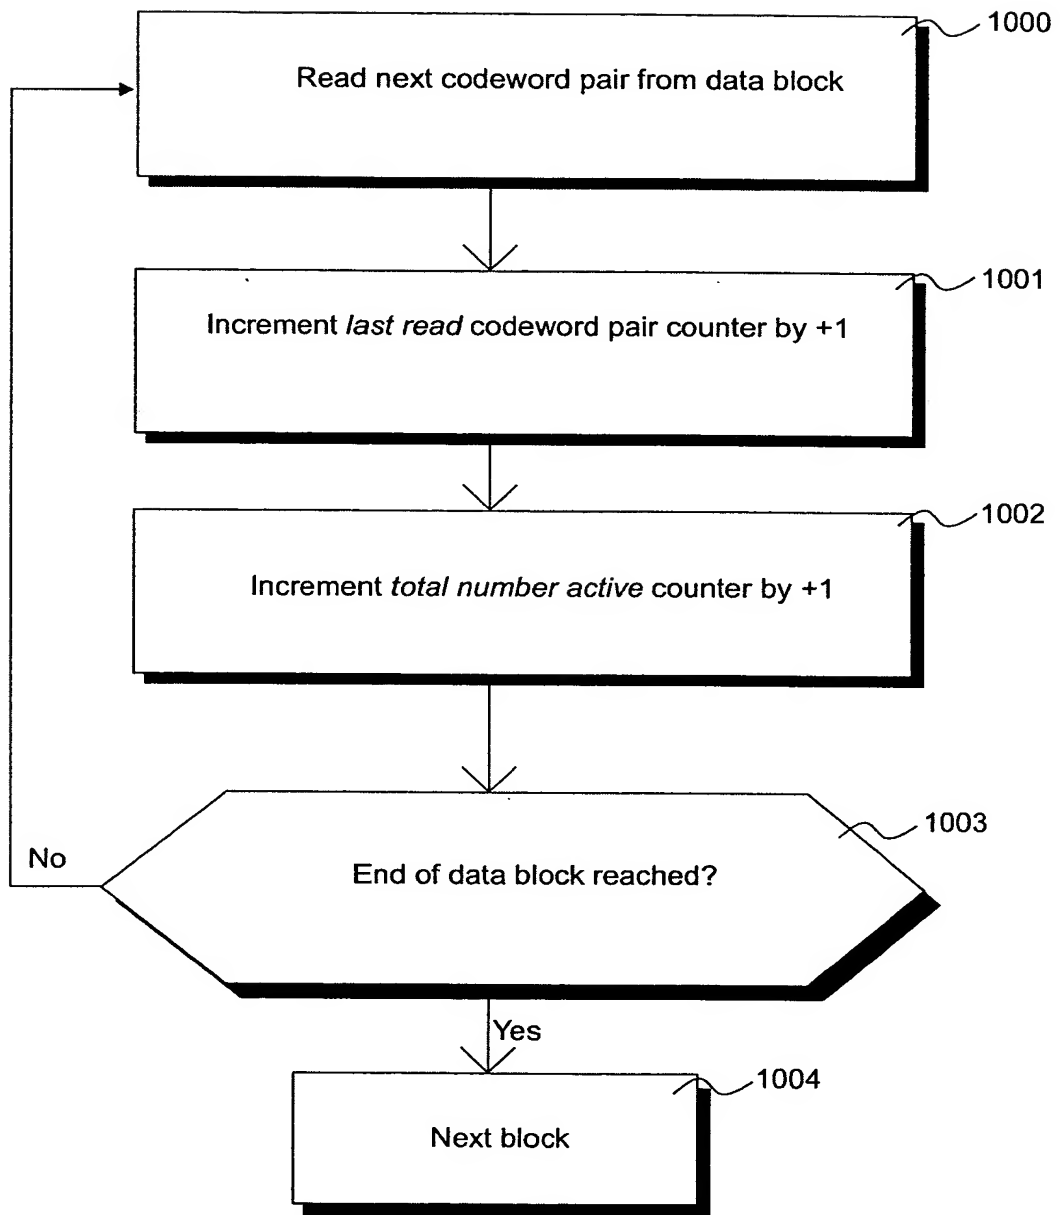 1000
Read next codeword pair from data block
1001
Increment last read codeword pair counter by +1
1002
Increment total number active counter by +1
1003
No
End of data block reached?
Yes
1004
Next block